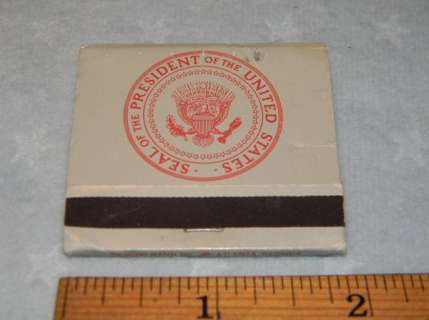 SEAL OF THE PRESIDENT OF THE UNITED STATES
1 2